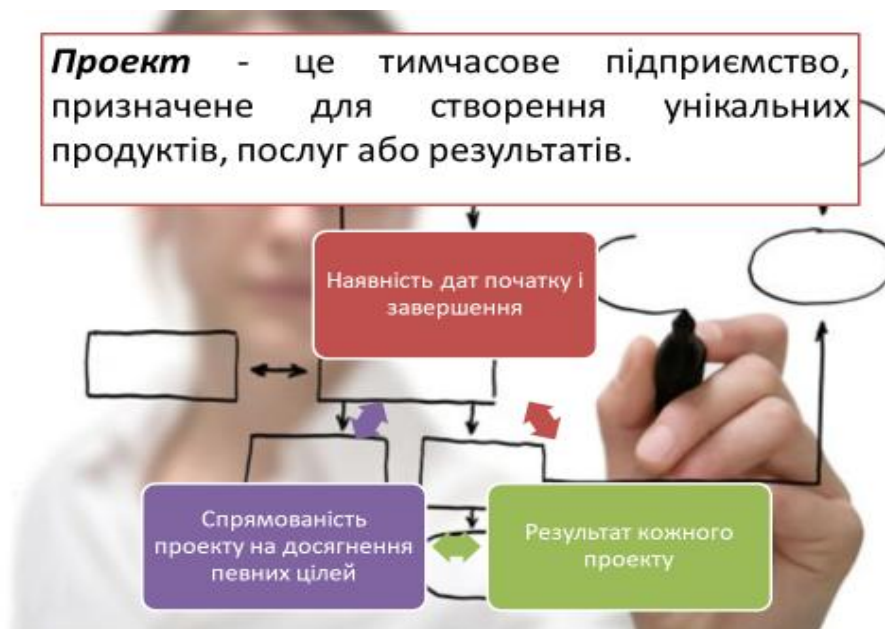 Проект - це тимчасове підприємство,
призначене для створення унікальних
продуктів, послуг або результатів.
Наявність дат початку і
завершення
Спрямованість
проекту на досягнення
певних цілей
Результат кожного
проекту